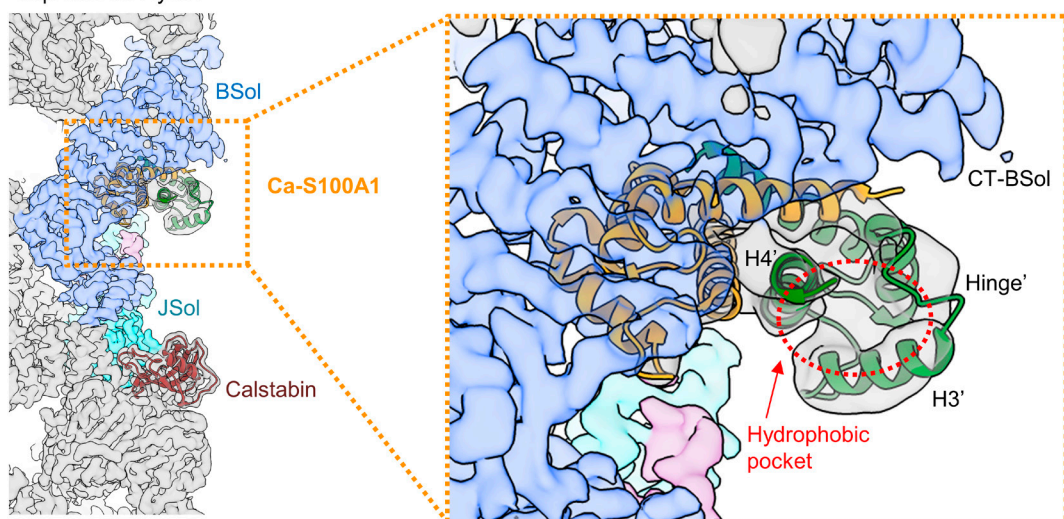 BSol
Ca-S100A1
JSol
Calstabin
CT-BSol
H4’
Hinge’
H3’
Hydrophobic
pocket